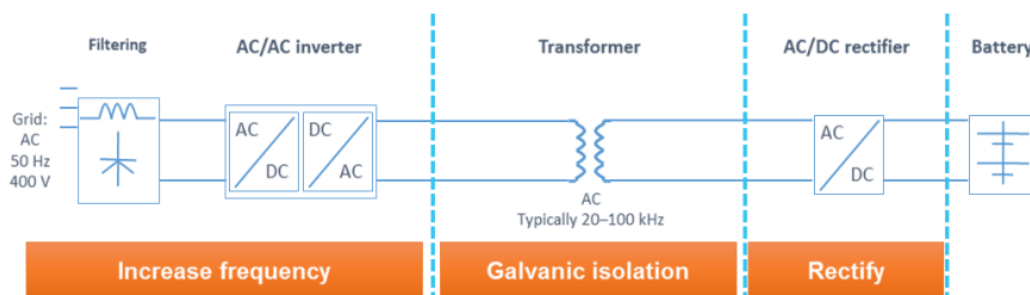 Filtering
AC/AC inverter
Transformer
AC/DC rectifier
Battery
Grid:
AC
50 Hz
400 V
AC
DC
DC
AC
AC
DC
AC
Typically 20–100 kHz
Increase frequency
Galvanic isolation
Rectify